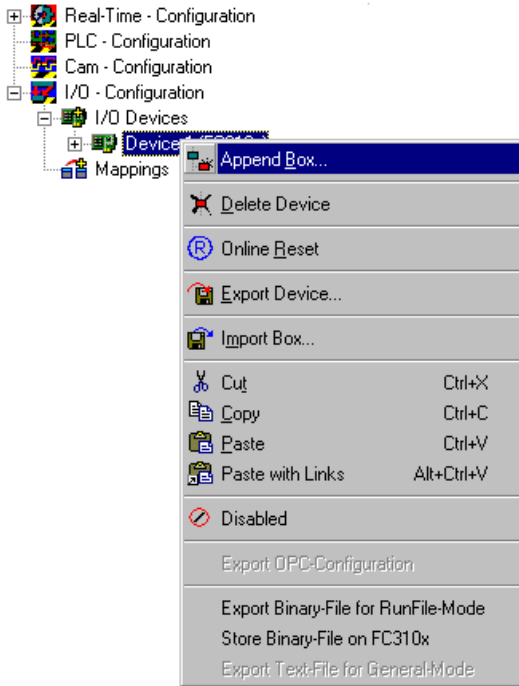 Real-Time - Configuration
PLC - Configuration
Cam - Configuration
I/O - Configuration
I/O Devices
Device 1
Mappings
Append Box...
Delete Device
Online Reset
Export Device...
Import Box...
Cut Ctrl+X
Copy Ctrl+C
Paste Ctrl+V
Paste with Links Alt+Ctrl+V
Disabled
Export OPC-Configuration
Export Binary-File for RunFile-Mode
Store Binary-File on FC310x
Export Text-File for General-Mode